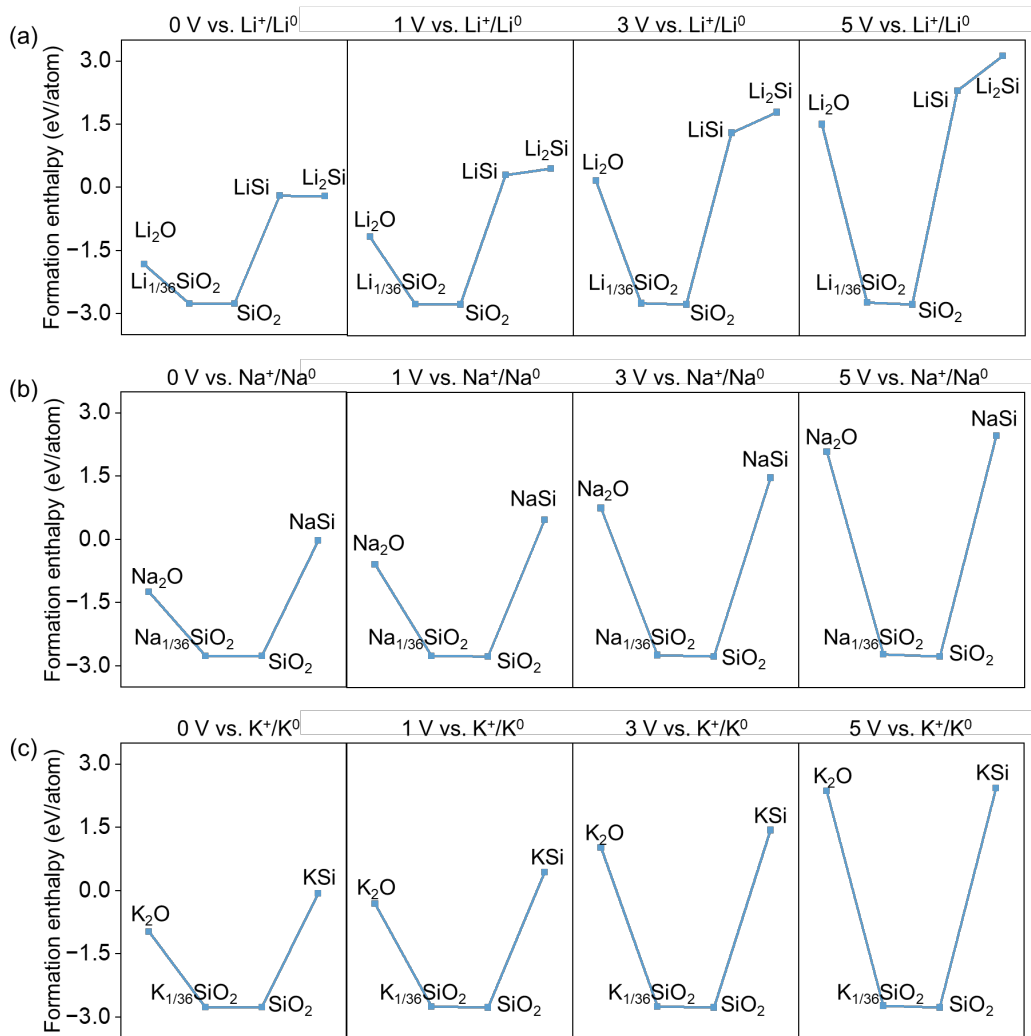 (a)
0 V vs. Li⁺/Li⁰
1 V vs. Li⁺/Li⁰
3 V vs. Li⁺/Li⁰
5 V vs. Li⁺/Li⁰
Formation enthalpy (eV/atom)
3.0
1.5
0.0
−1.5
−3.0
Li₂O
Li₁/₃₆SiO₂
SiO₂
LiSi
Li₂Si
Li₂O
Li₁/₃₆SiO₂
SiO₂
LiSi
Li₂Si
Li₂O
Li₁/₃₆SiO₂
SiO₂
LiSi
Li₂Si
Li₂O
Li₁/₃₆SiO₂
SiO₂
LiSi
Li₂Si
(b)
0 V vs. Na⁺/Na⁰
1 V vs. Na⁺/Na⁰
3 V vs. Na⁺/Na⁰
5 V vs. Na⁺/Na⁰
Formation enthalpy (eV/atom)
3.0
1.5
0.0
−1.5
−3.0
Na₂O
Na₁/₃₆SiO₂
SiO₂
NaSi
Na₂O
Na₁/₃₆SiO₂
SiO₂
NaSi
Na₂O
Na₁/₃₆SiO₂
SiO₂
NaSi
Na₂O
Na₁/₃₆SiO₂
SiO₂
NaSi
(c)
0 V vs. K⁺/K⁰
1 V vs. K⁺/K⁰
3 V vs. K⁺/K⁰
5 V vs. K⁺/K⁰
Formation enthalpy (eV/atom)
3.0
1.5
0.0
−1.5
−3.0
K₂O
K₁/₃₆SiO₂
SiO₂
KSi
K₂O
K₁/₃₆SiO₂
SiO₂
KSi
K₂O
K₁/₃₆SiO₂
SiO₂
KSi
K₂O
K₁/₃₆SiO₂
SiO₂
KSi